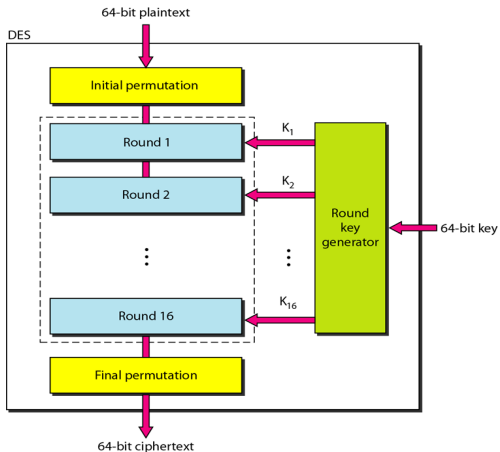 64-bit plaintext
DES
Initial permutation
Round 1
K1
Round 2
K2
Round
key
generator
64-bit key
...
...
Round 16
K16
Final permutation
64-bit ciphertext